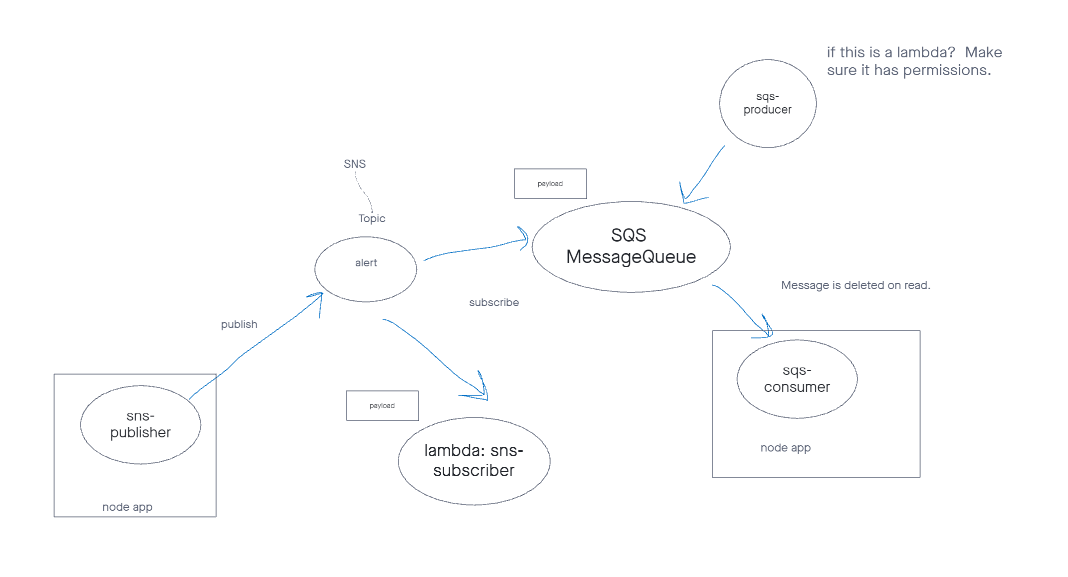 if this is a lambda?  Make
sure it has permissions.
sqs-
producer
SNS
payload
Topic
SQS
MessageQueue
alert
Message is deleted on read.
subscribe
publish
sqs-
consumer
payload
sns-
publisher
lambda: sns-
subscriber
node app
node app